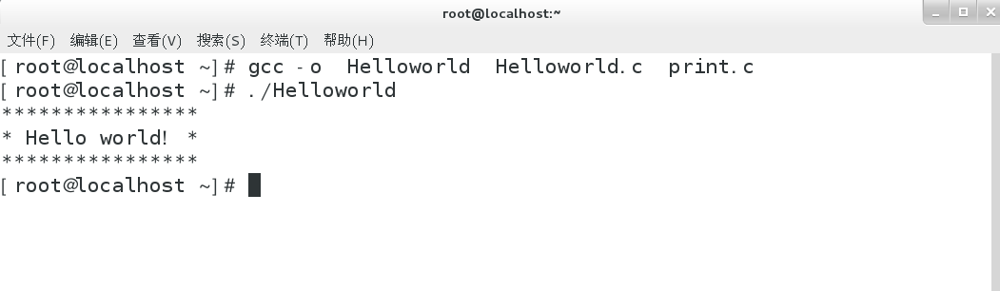 root@localhost:~
文件(F) 编辑(E) 查看(V) 搜索(S) 终端(T) 帮助(H)
[root@localhost ~]# gcc -o  Helloworld  Helloworld.c  print.c
[root@localhost ~]# ./Helloworld
****************
* Hello world! *
****************
[root@localhost ~]#